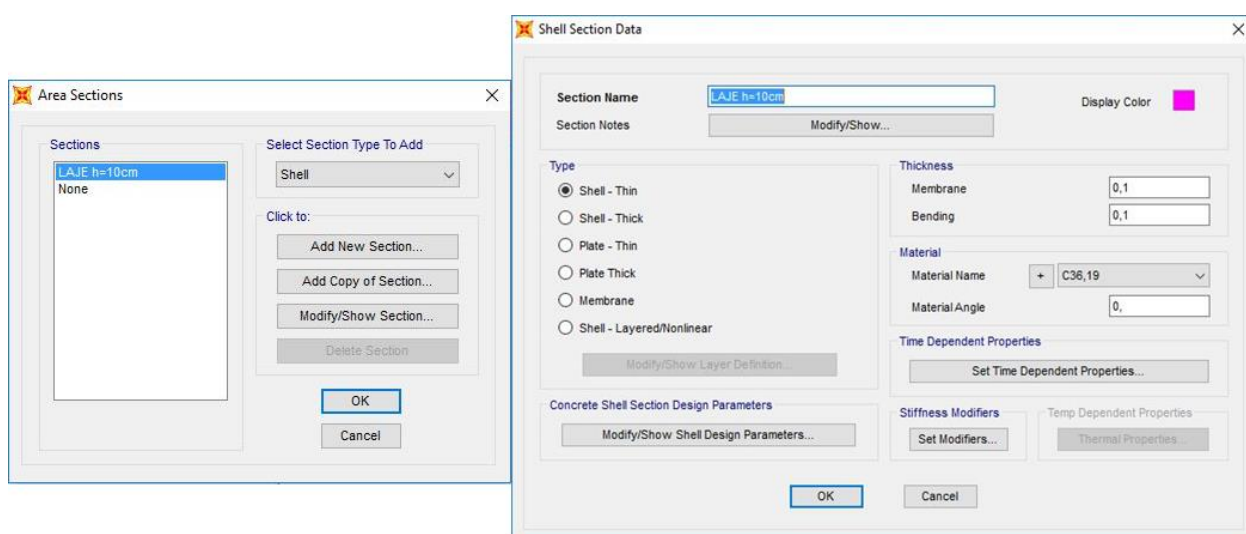 Area Sections
Sections
LAJE h=10cm
None
Select Section Type To Add
Shell
Click to:
Add New Section...
Add Copy of Section...
Modify/Show Section...
Delete Section
OK
Cancel
Shell Section Data
Section Name
LAJE h=10cm
Display Color
Section Notes
Modify/Show...
Type
Shell - Thin
Shell - Thick
Plate - Thin
Plate Thick
Membrane
Shell - Layered/Nonlinear
Modify/Show Layer Definition...
Concrete Shell Section Design Parameters
Modify/Show Shell Design Parameters...
Thickness
Membrane
0,1
Bending
0,1
Material
Material Name
+
C36,19
Material Angle
0,
Time Dependent Properties
Set Time Dependent Properties...
Stiffness Modifiers
Set Modifiers...
Temp Dependent Properties
Thermal Properties...
OK
Cancel